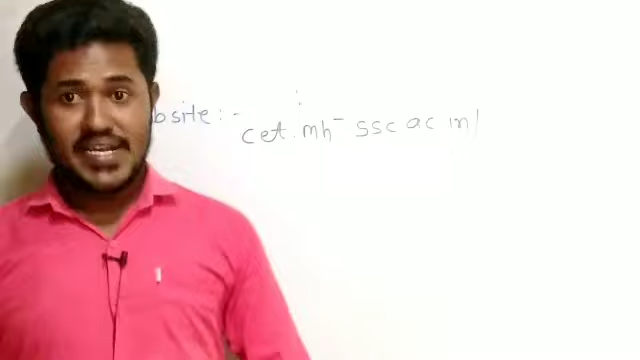 bsite :-
cet. mh- ssc ac in/